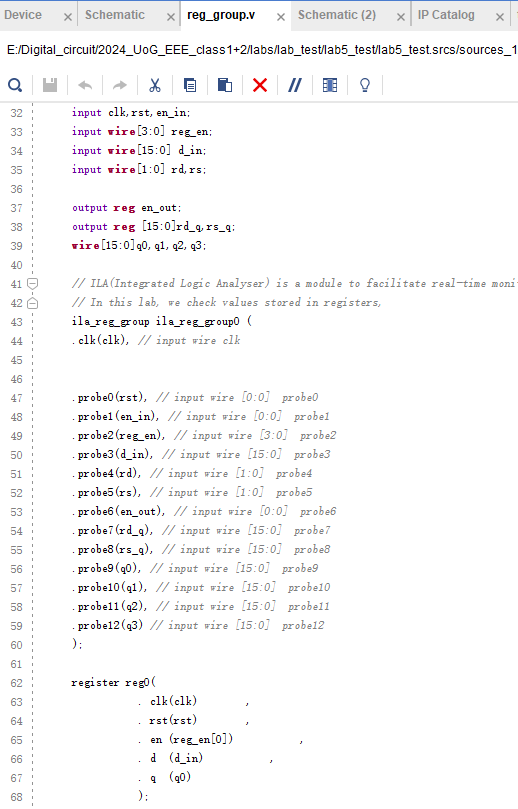 Device × Schematic × reg_group.v × Schematic (2) × IP Catalog ×
E:/Digital_circuit/2024_UoG_EEE_class1+2/labs/lab_test/lab5_test/lab5_test.srcs/sources_1
32 input clk,rst,en_in;
33 input wire[3:0] reg_en;
34 input wire[15:0] d_in;
35 input wire[1:0] rd,rs;
36
37 output reg en_out;
38 output reg [15:0]rd_q,rs_q;
39 wire[15:0]q0,q1,q2,q3;
40
41 // ILA(Integrated Logic Analyser) is a module to facilitate real-time moni
42 // In this lab, we check values stored in registers,
43 ila_reg_group ila_reg_group0 (
44 .clk(clk), // input wire clk
45
46
47 .probe0(rst), // input wire [0:0]  probe0
48 .probe1(en_in), // input wire [0:0]  probe1
49 .probe2(reg_en), // input wire [3:0]  probe2
50 .probe3(d_in), // input wire [15:0]  probe3
51 .probe4(rd), // input wire [1:0]  probe4
52 .probe5(rs), // input wire [1:0]  probe5
53 .probe6(en_out), // input wire [0:0]  probe6
54 .probe7(rd_q), // input wire [15:0]  probe7
55 .probe8(rs_q), // input wire [15:0]  probe8
56 .probe9(q0), // input wire [15:0]  probe9
57 .probe10(q1), // input wire [15:0]  probe10
58 .probe11(q2), // input wire [15:0]  probe11
59 .probe12(q3) // input wire [15:0]  probe12
60 );
61
62 register reg0(
63 . clk(clk) ,
64 . rst(rst) ,
65 . en (reg_en[0]) ,
66 . d (d_in) ,
67 . q (q0)
68 );